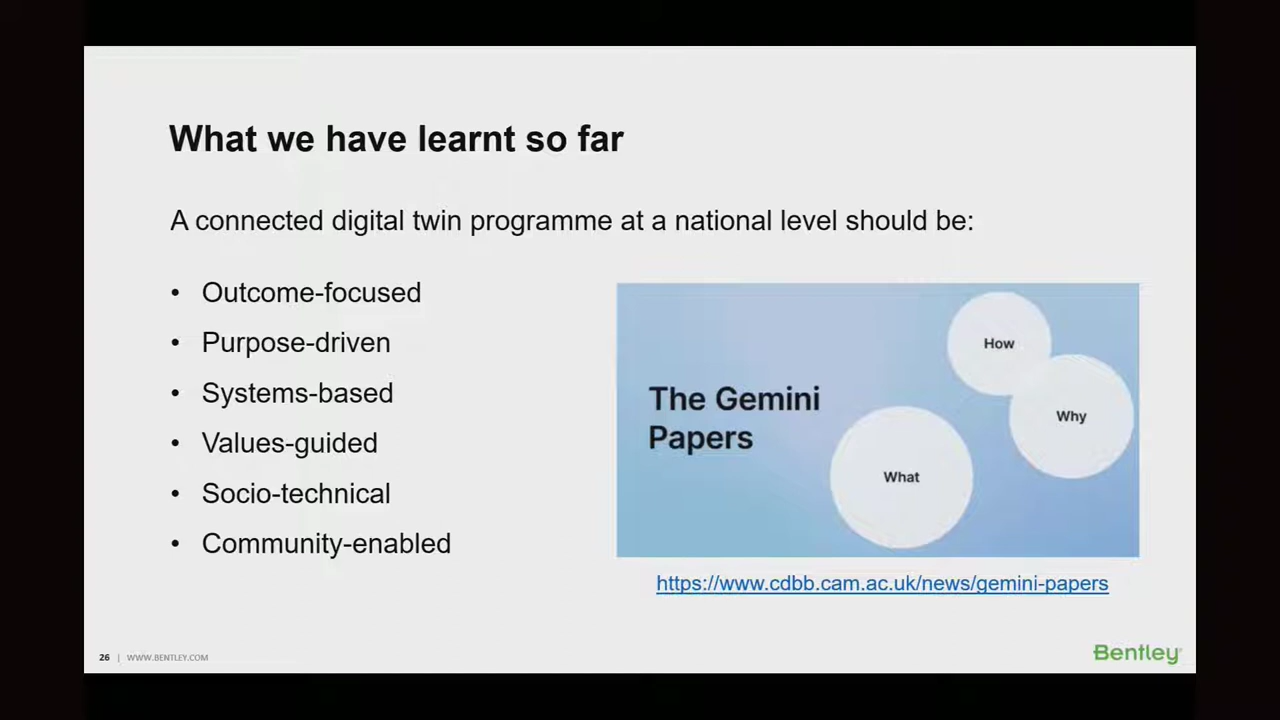 What we have learnt so far
A connected digital twin programme at a national level should be:
• Outcome-focused
• Purpose-driven
• Systems-based
• Values-guided
• Socio-technical
• Community-enabled
The Gemini
Papers
How
Why
What
https://www.cdbb.cam.ac.uk/news/gemini-papers
26 | WWW.BENTLEY.COM
Bentley